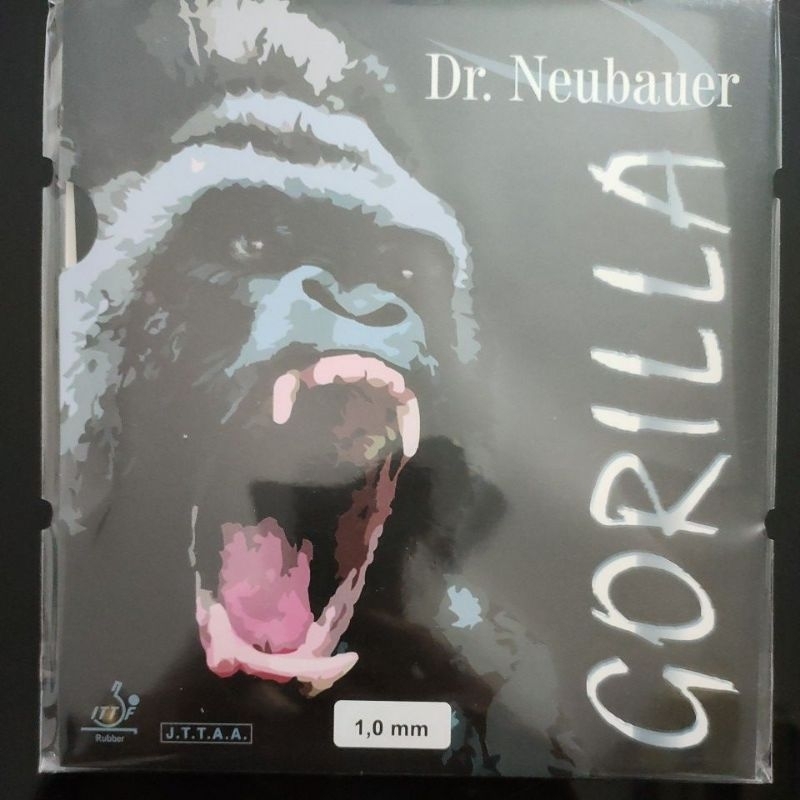 Dr. Neubauer
GORILLA
ITTF
Rubber
J.T.T.A.A.
1,0 mm